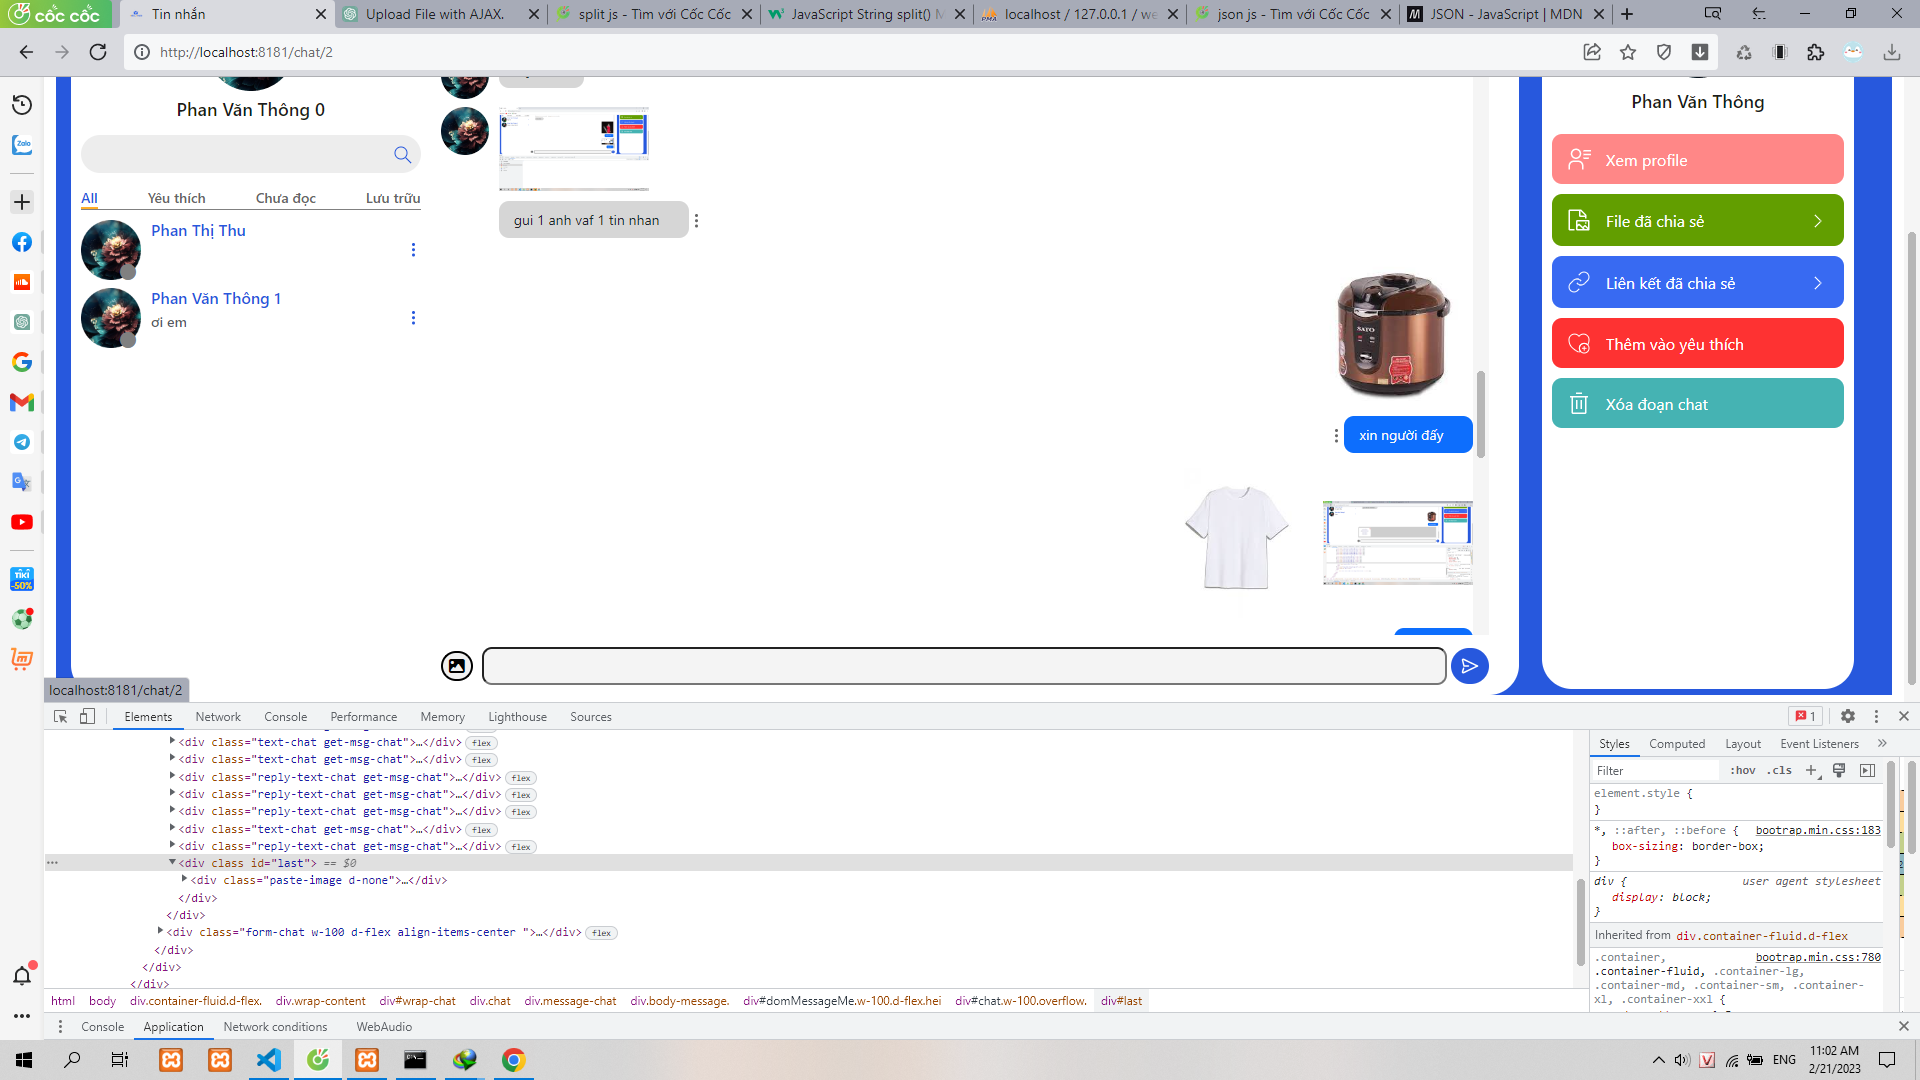 cốc cốc
Tin nhắn
Upload File with AJAX.
split js - Tìm với Cốc Cốc
JavaScript String split() M
localhost / 127.0.0.1 / we
json js - Tìm với Cốc Cốc
JSON - JavaScript | MDN
http://localhost:8181/chat/2
Phan Văn Thông 0
All
Yêu thích
Chưa đọc
Lưu trữu
Phan Thị Thu
Phan Văn Thông 1
ơi em
gui 1 anh vaf 1 tin nhan
SATO
xin người đấy
Phan Văn Thông
Xem profile
File đã chia sẻ
Liên kết đã chia sẻ
Thêm vào yêu thích
Xóa đoạn chat
Zalo
TIKI
-50%
localhost:8181/chat/2
Elements
Network
Console
Performance
Memory
Lighthouse
Sources
1
<div class="text-chat get-msg-chat">…</div> flex
<div class="text-chat get-msg-chat">…</div> flex
<div class="reply-text-chat get-msg-chat">…</div> flex
<div class="reply-text-chat get-msg-chat">…</div> flex
<div class="reply-text-chat get-msg-chat">…</div> flex
<div class="text-chat get-msg-chat">…</div> flex
<div class="reply-text-chat get-msg-chat">…</div> flex
<div class id="last"> == $0
<div class="paste-image d-none">…</div>
</div>
</div>
<div class="form-chat w-100 d-flex align-items-center ">…</div> flex
</div>
</div>
</div>
html
body
div.container-fluid.d-flex.
div.wrap-content
div#wrap-chat
div.chat
div.message-chat
div.body-message.
div#domMessageMe.w-100.d-flex.hei
div#chat.w-100.overflow.
div#last
Styles
Computed
Layout
Event Listeners
»
Filter
:hov
.cls
element.style {
}
*, ::after, ::before {
bootrap.min.css:183
box-sizing: border-box;
}
div {
user agent stylesheet
display: block;
}
Inherited from div.container-fluid.d-flex
.container,
bootrap.min.css:780
.container-fluid, .container-lg,
.container-md, .container-sm, .container-
xl, .container-xxl {
Console
Application
Network conditions
WebAudio
ENG
11:02 AM
2/21/2023